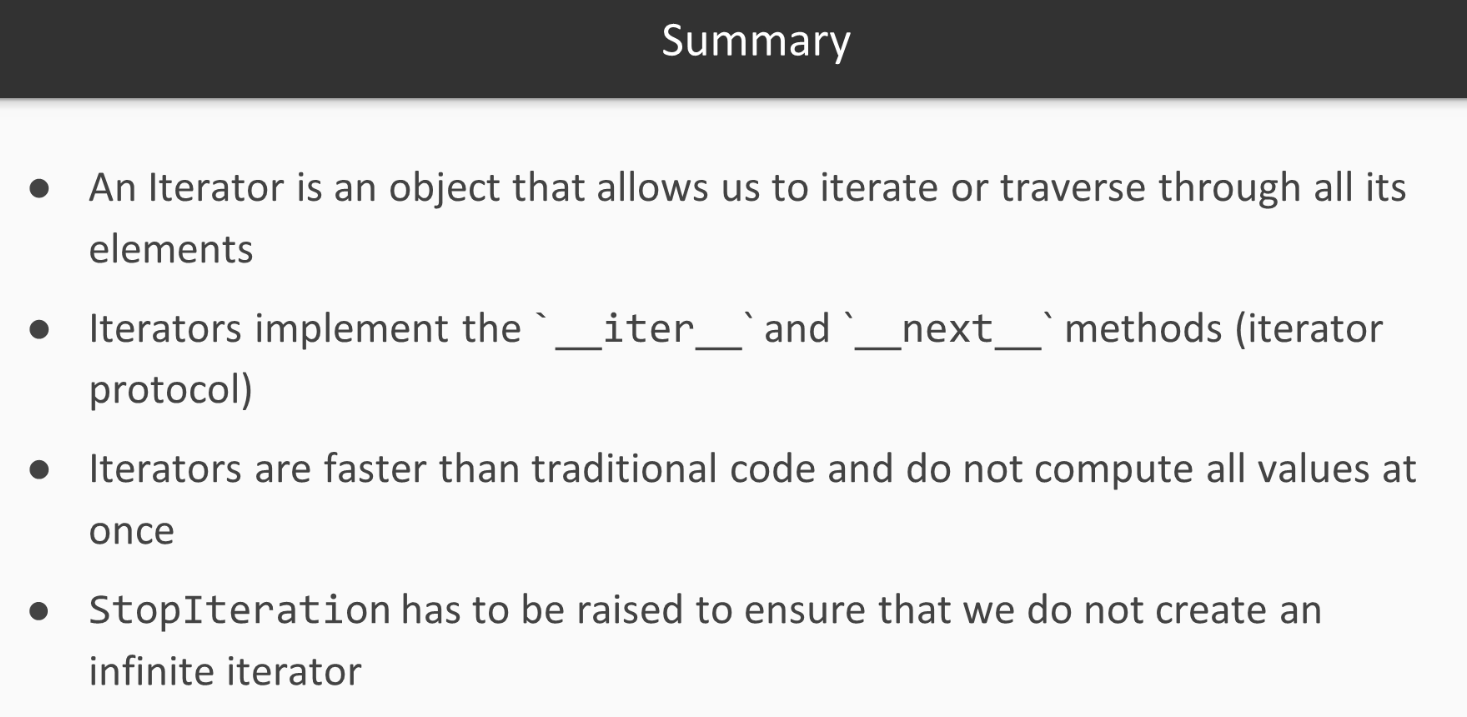 Summary
● An Iterator is an object that allows us to iterate or traverse through all its
elements
● Iterators implement the `__iter__` and `__next__` methods (iterator
protocol)
● Iterators are faster than traditional code and do not compute all values at
once
● StopIteration has to be raised to ensure that we do not create an
infinite iterator